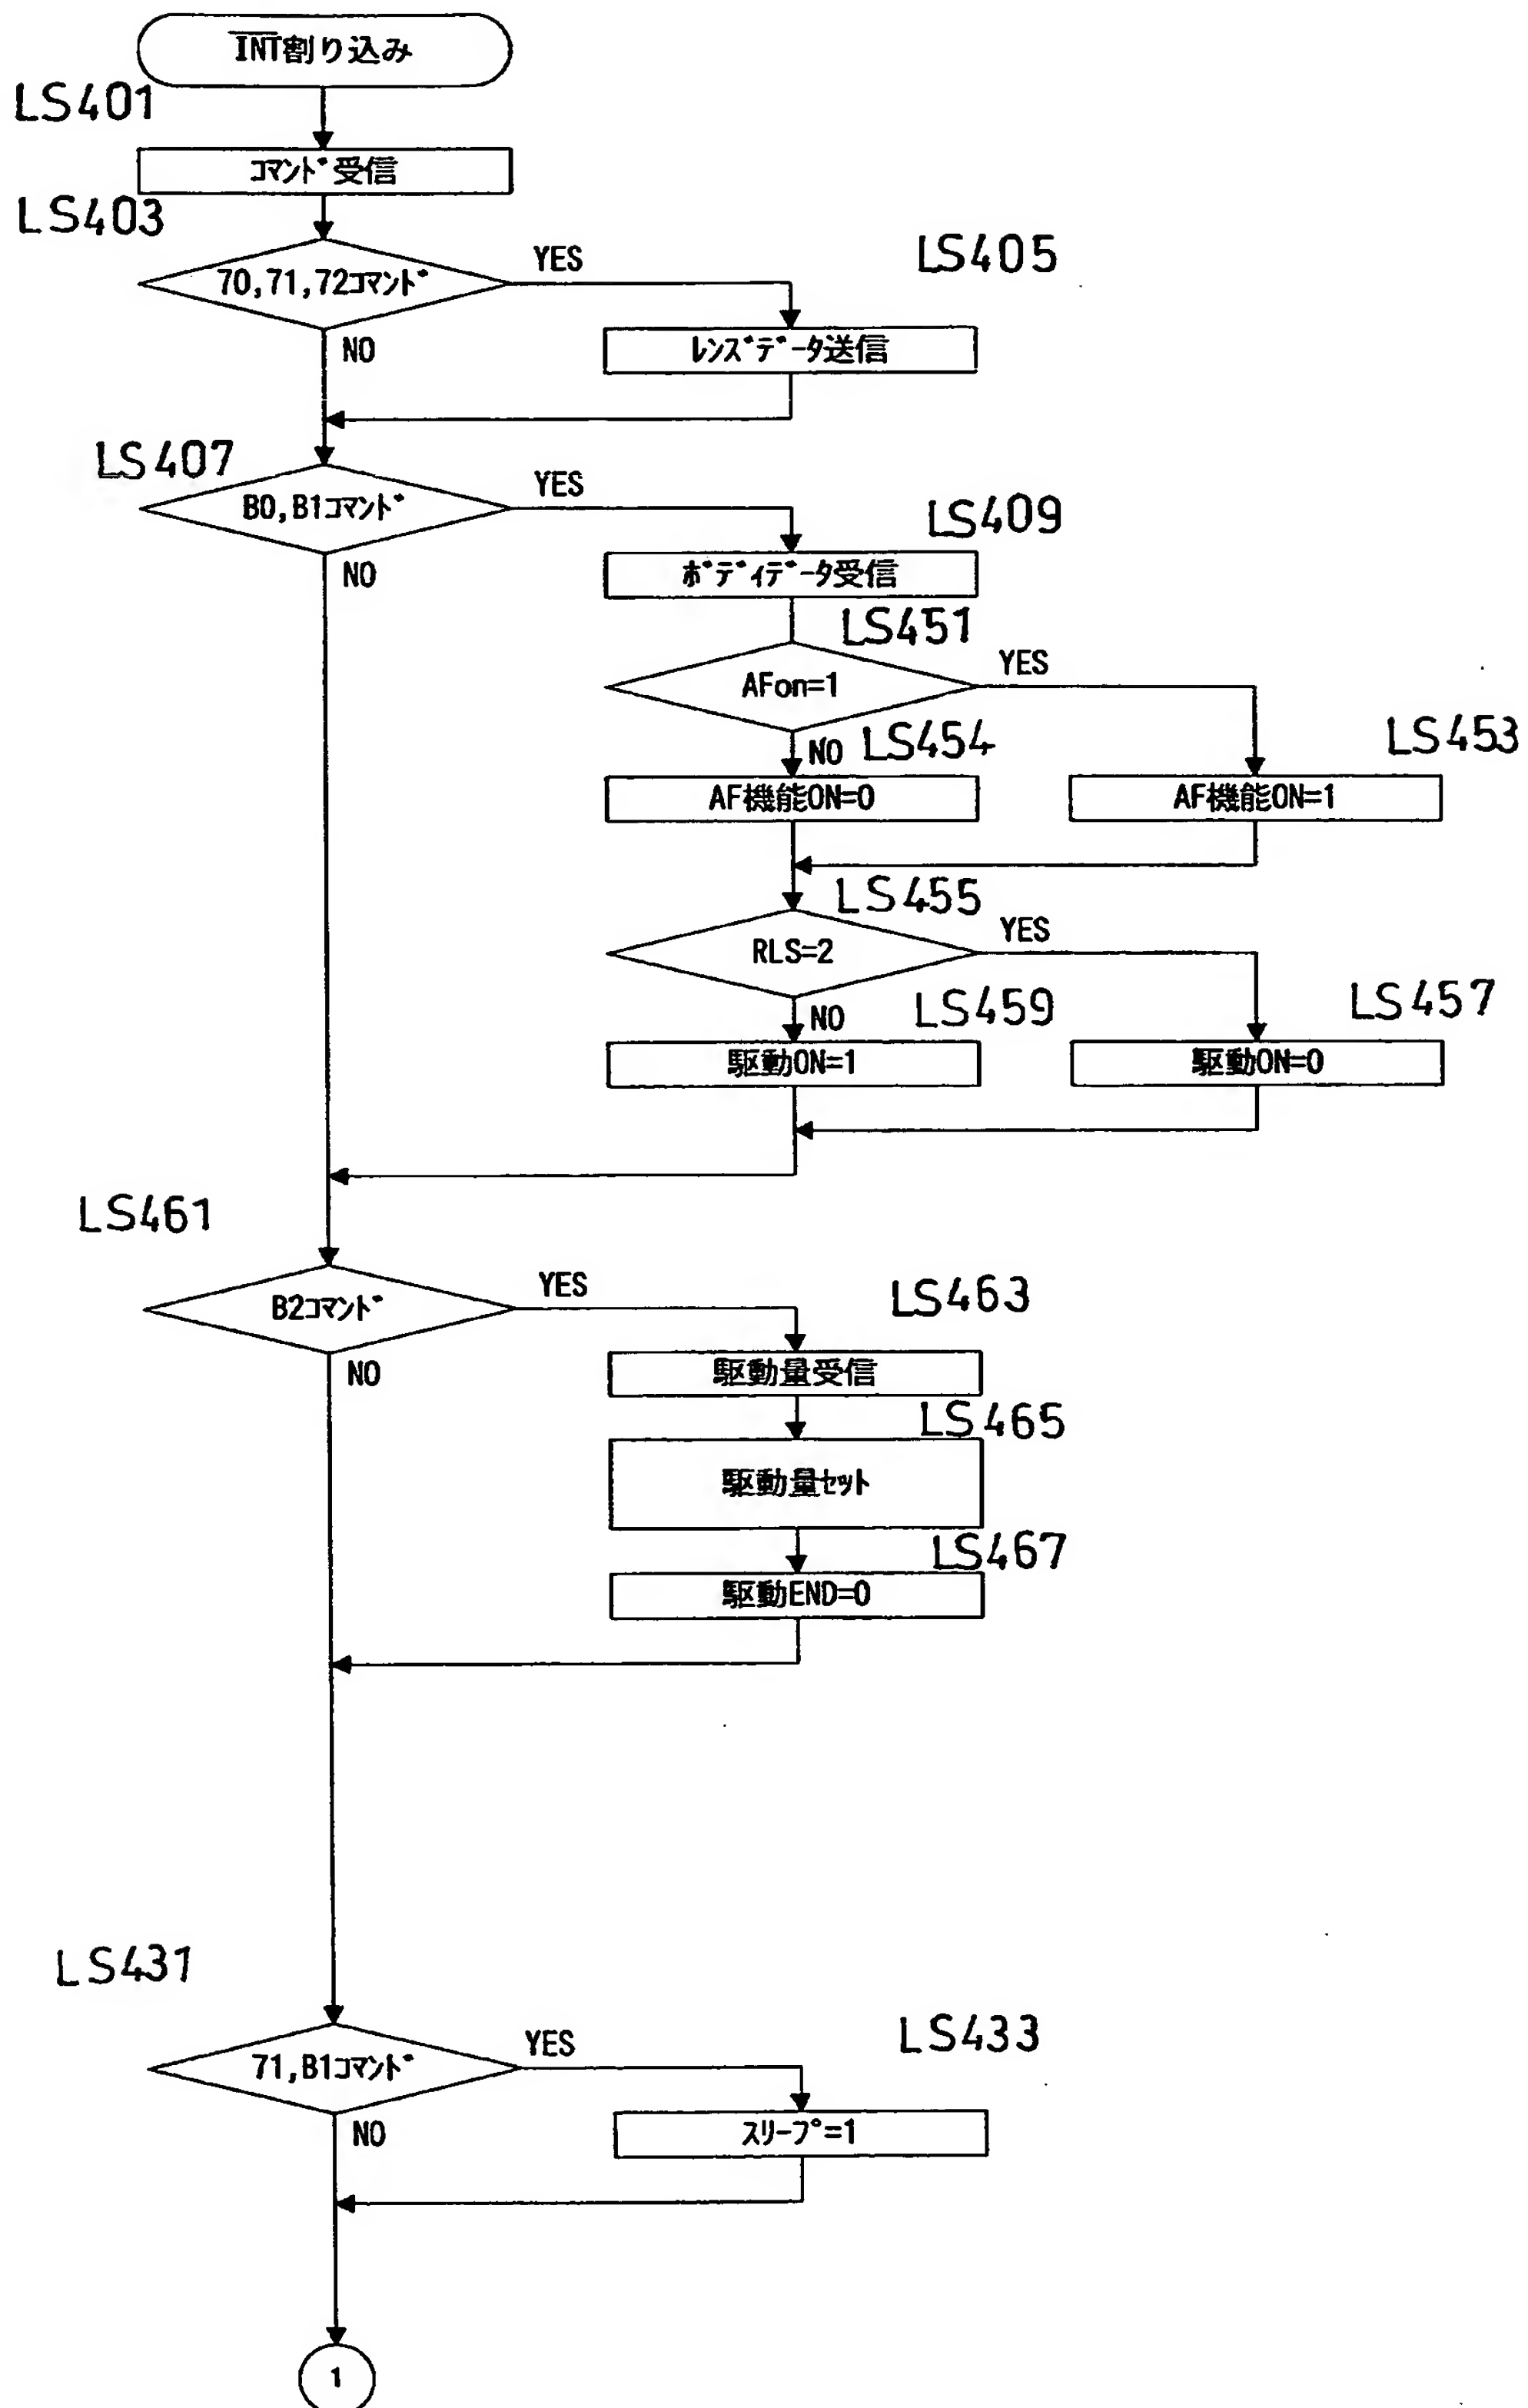 INT割り込み
LS401
コマンド受信
LS403
70,71,72コマンド
YES
LS405
NO
レンズデータ送信
LS407
B0,B1コマンド
YES
LS409
NO
ボディデータ受信
LS451
AFon=1
YES
NO
LS454
LS453
AF機能ON=0
AF機能ON=1
LS455
RLS=2
YES
NO
LS459
LS457
駆動ON=1
駆動ON=0
LS461
B2コマンド
YES
LS463
NO
駆動量受信
LS465
駆動量セット
LS467
駆動END=0
LS431
71,B1コマンド
YES
LS433
NO
スリープ=1
1